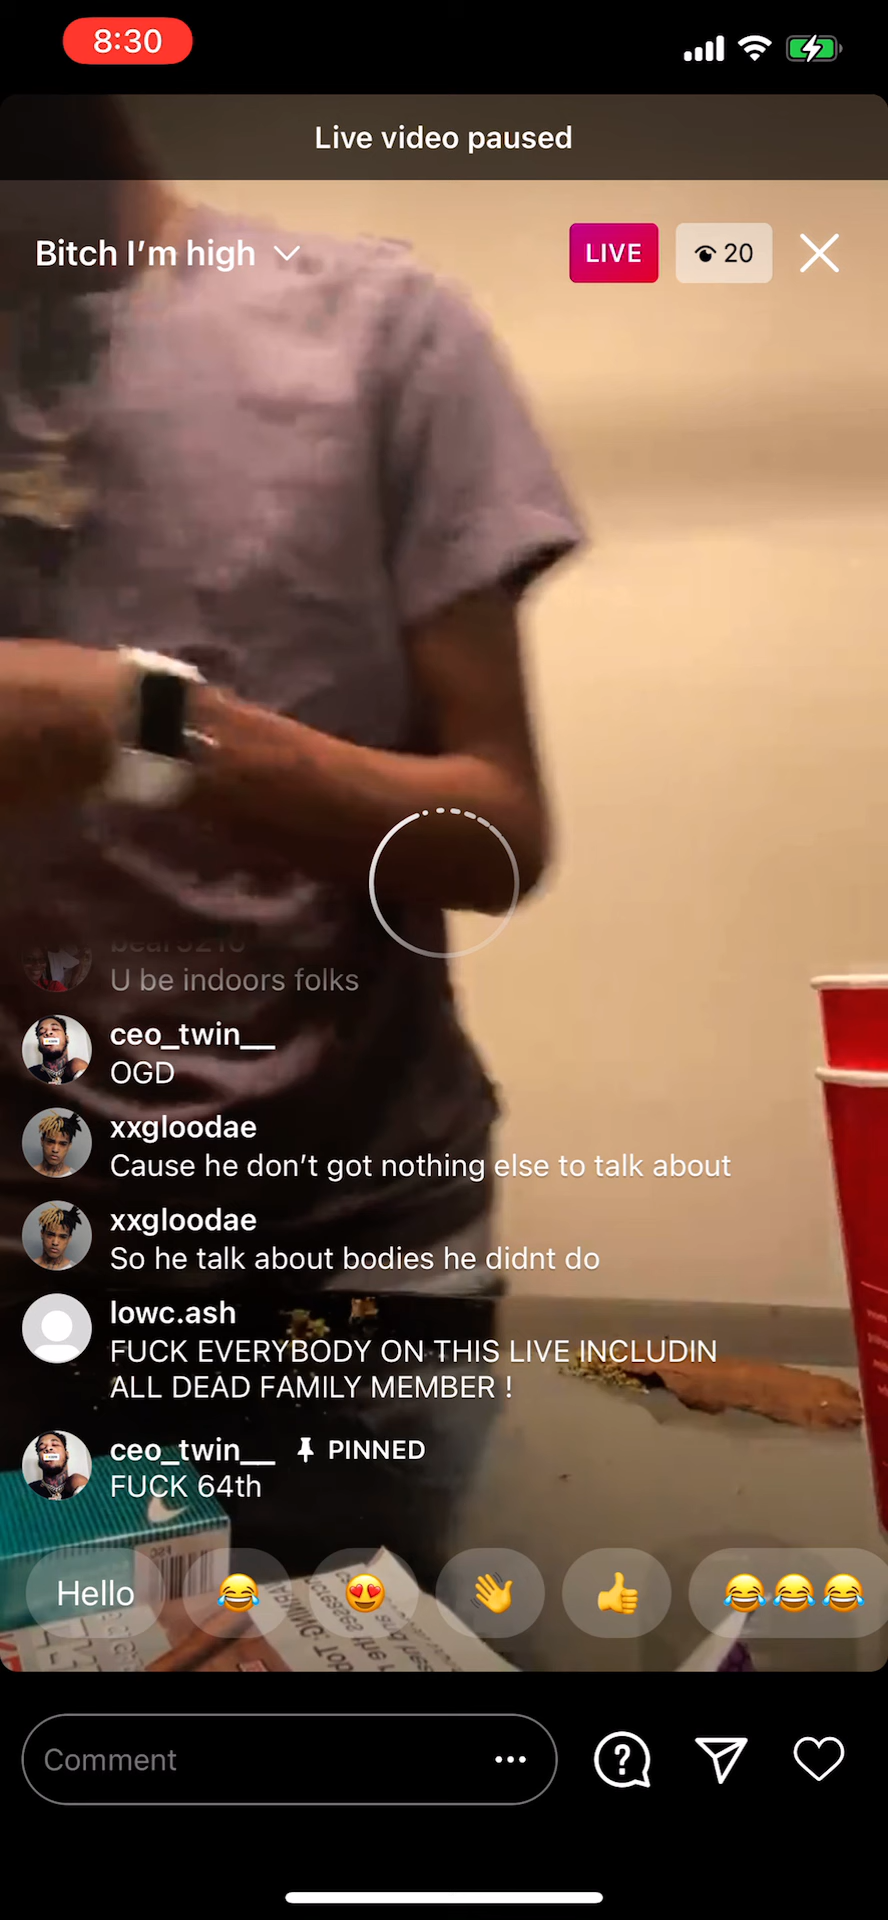 8:30
Live video paused
Bitch I’m high
LIVE
20
U be indoors folks
ceo_twin__
OGD
xxgloodae
Cause he don’t got nothing else to talk about
xxgloodae
So he talk about bodies he didnt do
lowc.ash
FUCK EVERYBODY ON THIS LIVE INCLUDIN
ALL DEAD FAMILY MEMBER !
ceo_twin__ PINNED
FUCK 64th
Hello
😂
😍
👋
👍
😂😂😂
Comment